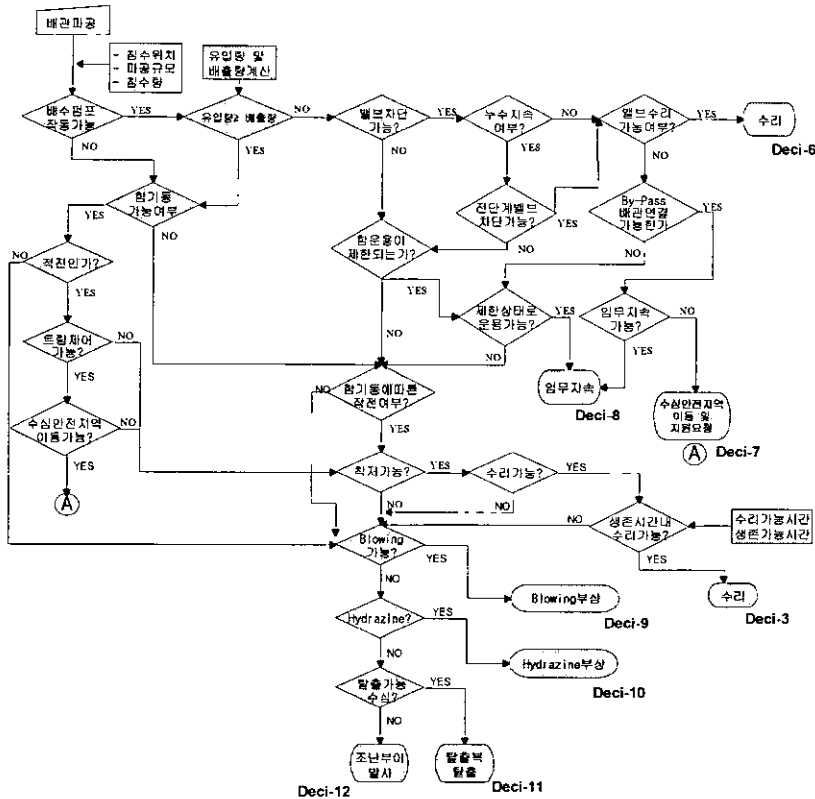 배관파공
- 침수위치
- 파공규모
- 침수량
유입량 및
배출량계산
배수펌프
작동가능
YES
유입량≥ 배출량
NO
밸브차단
가능?
YES
누수지속
여부?
NO
앨브수리
가능여부?
YES
수리
Deci-6
NO
YES
NO
YES
NO
함기동
가능여부
YES
NO
전단계밸브
차단가능?
NO
NO
By-Pass
배관연결
가능한가
YES
NO
적진인가?
NO
YES
함운용이
제한되는가?
YES
NO
제한상태로
운용가능?
YES
NO
임무지속
가능?
NO
YES
트림제어
가능?
NO
YES
임무지속
Deci-8
수심안전지역
이동 및
지원요청
A
Deci-7
NO
함기동에따른
작전여부?
YES
수심안전지역
이동가능?
NO
YES
A
착저가능?
YES
NO
수리가능?
YES
NO
생존시간내
수리가능?
NO
YES
수리가능시간
생존가능시간
수리
Deci-3
Blowing
가능?
YES
NO
Blowing부상
Deci-9
Hydrazine?
YES
NO
Hydrazine부상
Deci-10
탈출가능
수심?
YES
NO
조난부이
발사
Deci-12
탈출복
탈출
Deci-11